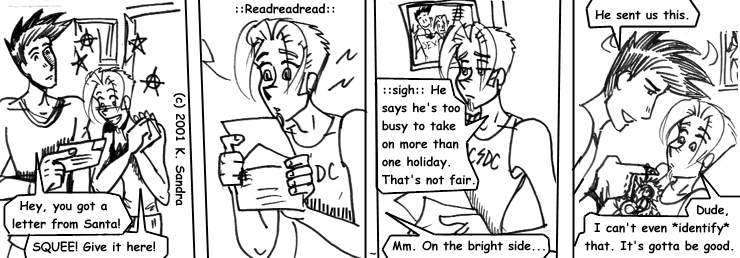 Hey, you got a
letter from Santa!
SQUEE! Give it here!
(c) 2001 K. Sandra
::Readreadread::
DC
::sigh:: He
says he's too
busy to take
on more than
one holiday.
That's not fair.
Mm. On the bright side...
He sent us this.
Dude,
I can't even *identify*
that. It's gotta be good.